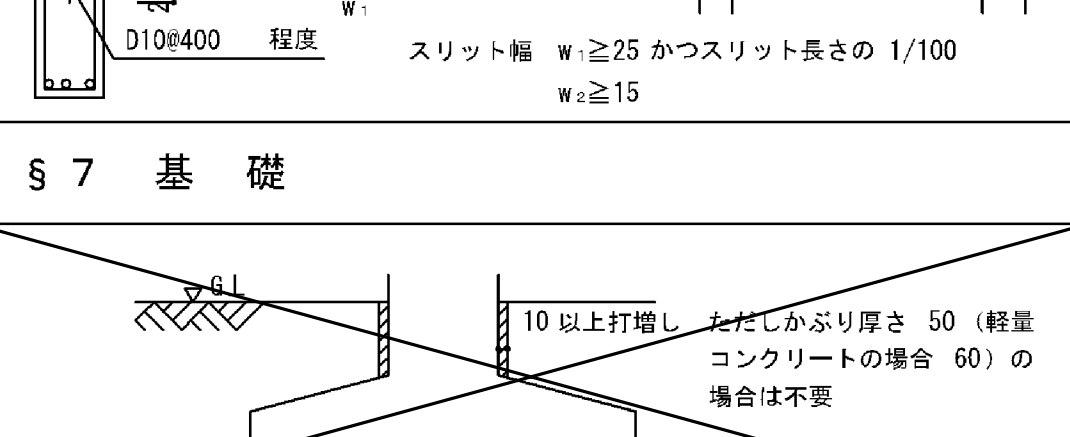 W1
D10@400 程度
スリット幅 W1≧25 かつスリット長さの 1/100
W2≧15
§7 基 礎
GL
10 以上打増し ただしかぶり厚さ 50 (軽量
コンクリートの場合 60) の
場合は不要